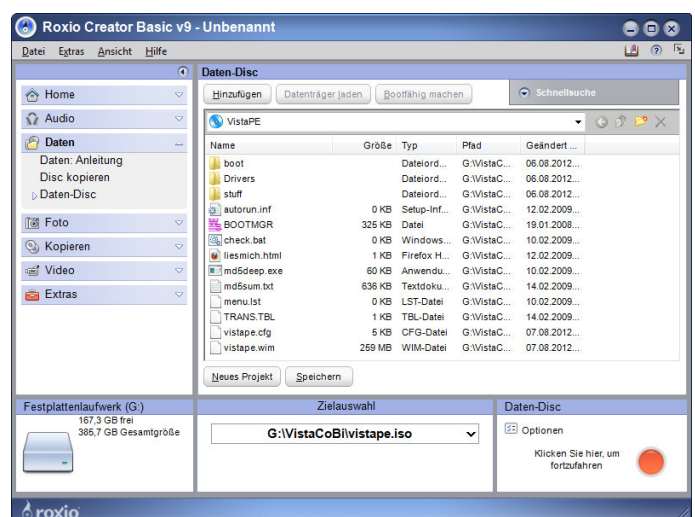 Roxio Creator Basic v9 - Unbenannt
Datei Extras Ansicht Hilfe
Daten-Disc
Home
Audio
Daten
Daten: Anleitung
Disc kopieren
Daten-Disc
Foto
Kopieren
Video
Extras
Hinzufügen Datenträger laden Bootfähig machen Schnellsuche
VistaPE
Name Größe Typ Pfad Geändert ...
boot Dateiord... G:\VistaC... 06.08.2012...
Drivers Dateiord... G:\VistaC... 06.08.2012...
stuff Dateiord... G:\VistaC... 06.08.2012...
autorun.inf 0 KB Setup-Inf... G:\VistaC... 12.02.2009...
BOOTMGR 325 KB Datei G:\VistaC... 19.01.2008...
check.bat 0 KB Windows... G:\VistaC... 10.02.2009...
liesmich.html 1 KB Firefox H... G:\VistaC... 12.02.2009...
md5deep.exe 60 KB Anwendu... G:\VistaC... 10.02.2009...
md5sum.txt 636 KB Textdoku... G:\VistaC... 14.02.2009...
menu.lst 0 KB LST-Datei G:\VistaC... 10.02.2009...
TRANS.TBL 1 KB TBL-Datei G:\VistaC... 14.02.2009...
vistape.cfg 5 KB CFG-Datei G:\VistaC... 07.08.2012...
vistape.wim 259 MB WIM-Datei G:\VistaC... 07.08.2012...
Neues Projekt Speichern
Festplattenlaufwerk (G:)
167,3 GB frei
385,7 GB Gesamtgröße
Zielauswahl
G:\VistaCoBi\vistape.iso
Daten-Disc
Optionen
Klicken Sie hier, um
fortzufahren
roxio